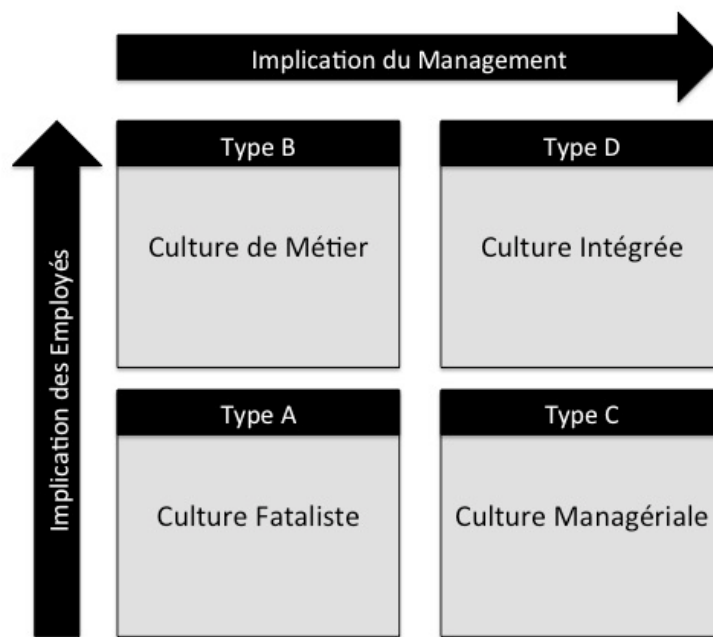 Implication du Management
Implication des Employés
Type B
Culture de Métier
Type D
Culture Intégrée
Type A
Culture Fataliste
Type C
Culture Managériale